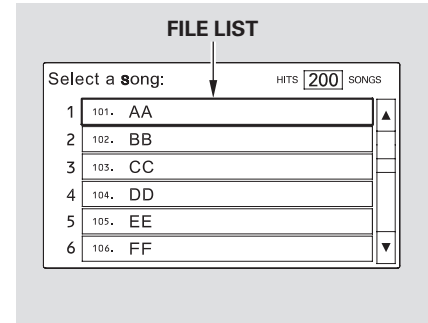 FILE LIST
Select a song: HITS 200 SONGS
1 101. AA
2 102. BB
3 103. CC
4 104. DD
5 105. EE
6 106. FF